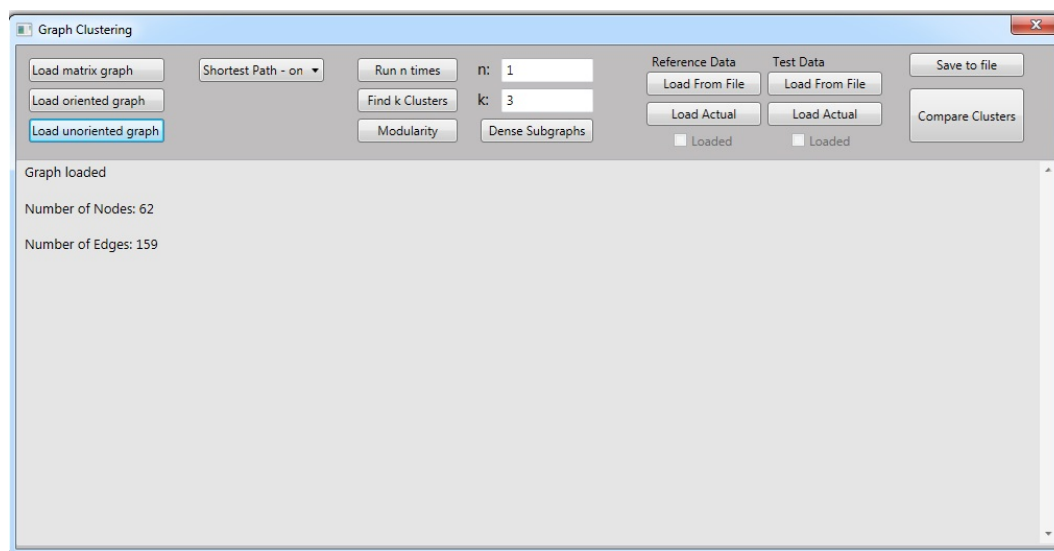 Graph Clustering
Load matrix graph
Load oriented graph
Load unoriented graph
Shortest Path - on
Run n times
Find k Clusters
Modularity
n: 1
k: 3
Dense Subgraphs
Reference Data
Load From File
Load Actual
Loaded
Test Data
Load From File
Load Actual
Loaded
Save to file
Compare Clusters
Graph loaded
Number of Nodes: 62
Number of Edges: 159